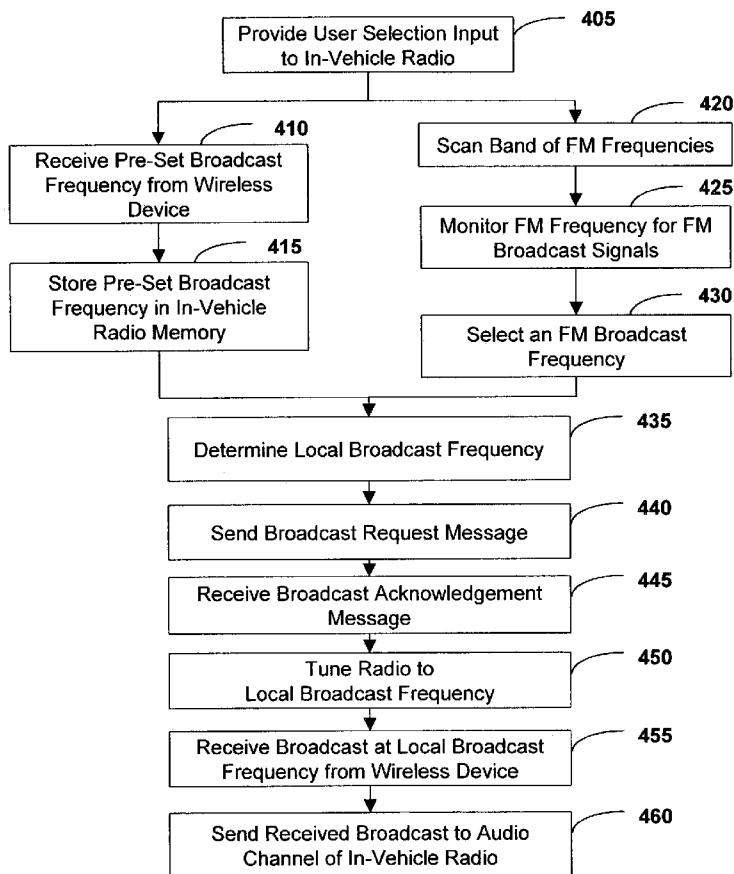 405
Provide User Selection Input
to In-Vehicle Radio
410
Receive Pre-Set Broadcast
Frequency from Wireless
Device
415
Store Pre-Set Broadcast
Frequency in In-Vehicle
Radio Memory
420
Scan Band of FM Frequencies
425
Monitor FM Frequency for FM
Broadcast Signals
430
Select an FM Broadcast
Frequency
435
Determine Local Broadcast Frequency
440
Send Broadcast Request Message
445
Receive Broadcast Acknowledgement
Message
450
Tune Radio to
Local Broadcast Frequency
455
Receive Broadcast at Local Broadcast
Frequency from Wireless Device
460
Send Received Broadcast to Audio
Channel of In-Vehicle Radio